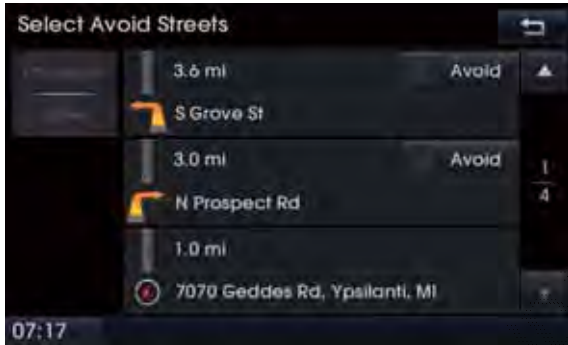 Select Avoid Streets
3.6 mi Avoid
S Grove St
3.0 mi Avoid
N Prospect Rd
1
4
1.0 mi
7070 Geddes Rd, Ypsilanti, MI
07:17